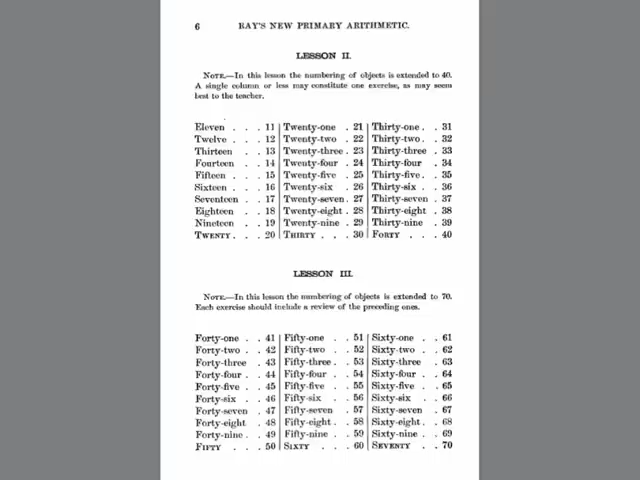 6 RAY'S NEW PRIMARY ARITHMETIC.
LESSON II.
NOTE.—In this lesson the numbering of objects is extended to 40.
A single column or less may constitute one exercise, as may seem
best to the teacher.
Eleven . . . 11 | Twenty-one . 21 | Thirty-one . . 31
Twelve . . . 12 | Twenty-two . 22 | Thirty-two . . 32
Thirteen . . 13 | Twenty-three . 23 | Thirty-three . 33
Fourteen . . 14 | Twenty-four . 24 | Thirty-four . 34
Fifteen . . 15 | Twenty-five . 25 | Thirty-five . . 35
Sixteen . . 16 | Twenty-six . 26 | Thirty-six . . 36
Seventeen . . 17 | Twenty-seven . 27 | Thirty-seven . 37
Eighteen . . 18 | Twenty-eight . 28 | Thirty-eight . 38
Nineteen . . 19 | Twenty-nine . 29 | Thirty-nine . 39
TWENTY . . . 20 | THIRTY . . . 30 | FORTY . . . 40
LESSON III.
NOTE.—In this lesson the numbering of objects is extended to 70.
Each exercise should include a review of the preceding ones.
Forty-one . . 41 | Fifty-one . . 51 | Sixty-one . . 61
Forty-two . . 42 | Fifty-two . . 52 | Sixty-two . . 62
Forty-three . 43 | Fifty-three . . 53 | Sixty-three . 63
Forty-four . . 44 | Fifty-four . . 54 | Sixty-four . . 64
Forty-five . . 45 | Fifty-five . . 55 | Sixty-five . . 65
Forty-six . . 46 | Fifty-six . . 56 | Sixty-six . . 66
Forty-seven . 47 | Fifty-seven . 57 | Sixty-seven . 67
Forty-eight . 48 | Fifty-eight . . 58 | Sixty-eight . . 68
Forty-nine . . 49 | Fifty-nine . . 59 | Sixty-nine . . 69
FIFTY . . . 50 | SIXTY . . . 60 | SEVENTY . . 70